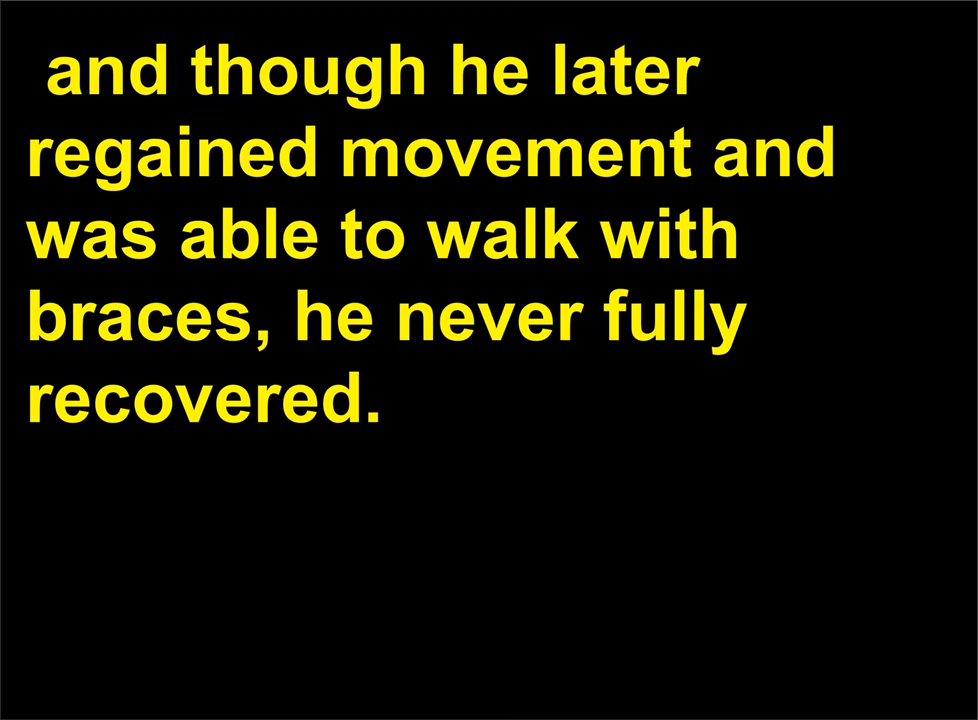 and though he later
regained movement and
was able to walk with
braces, he never fully
recovered.